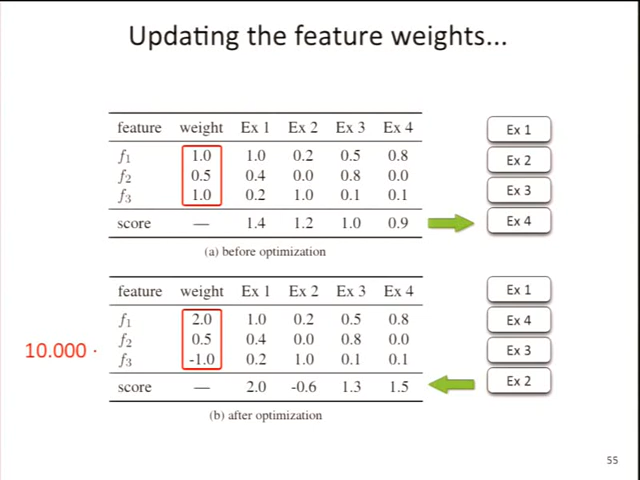 Updating the feature weights...
feature weight Ex 1 Ex 2 Ex 3 Ex 4
f1 1.0 1.0 0.2 0.5 0.8
f2 0.5 0.4 0.0 0.8 0.0
f3 1.0 0.2 1.0 0.1 0.1
score — 1.4 1.2 1.0 0.9
(a) before optimization
Ex 1
Ex 2
Ex 3
Ex 4
feature weight Ex 1 Ex 2 Ex 3 Ex 4
f1 2.0 1.0 0.2 0.5 0.8
f2 0.5 0.4 0.0 0.8 0.0
f3 -1.0 0.2 1.0 0.1 0.1
score — 2.0 -0.6 1.3 1.5
(b) after optimization
10.000 ·
Ex 1
Ex 4
Ex 3
Ex 2
55